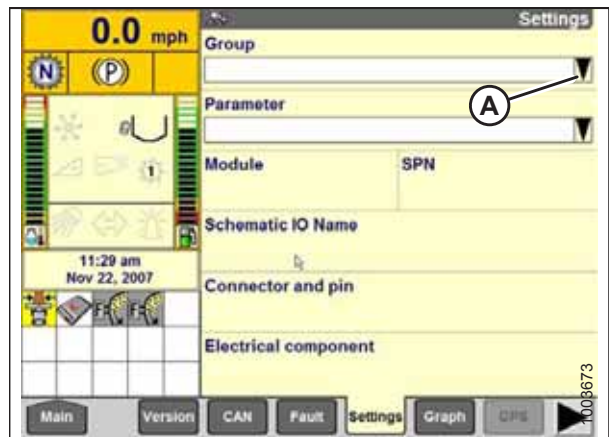 0.0 mph
N
(P)
1
11:29 am
Nov 22, 2007
F
F
Settings
Group
A
Parameter
Module
SPN
Schematic IO Name
Connector and pin
Electrical component
Main
Version
CAN
Fault
Settings
Graph
GPS
1003673